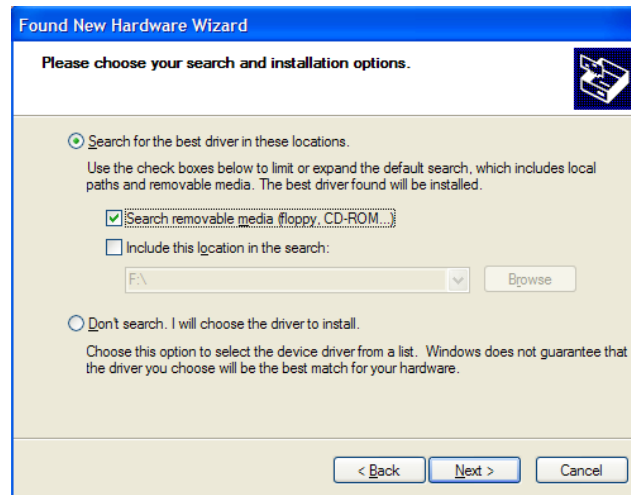 Found New Hardware Wizard
Please choose your search and installation options.
Search for the best driver in these locations.
Use the check boxes below to limit or expand the default search, which includes local
paths and removable media. The best driver found will be installed.
Search removable media (floppy, CD-ROM...)
Include this location in the search:
F:\
Browse
Don't search. I will choose the driver to install.
Choose this option to select the device driver from a list. Windows does not guarantee that
the driver you choose will be the best match for your hardware.
< Back
Next >
Cancel